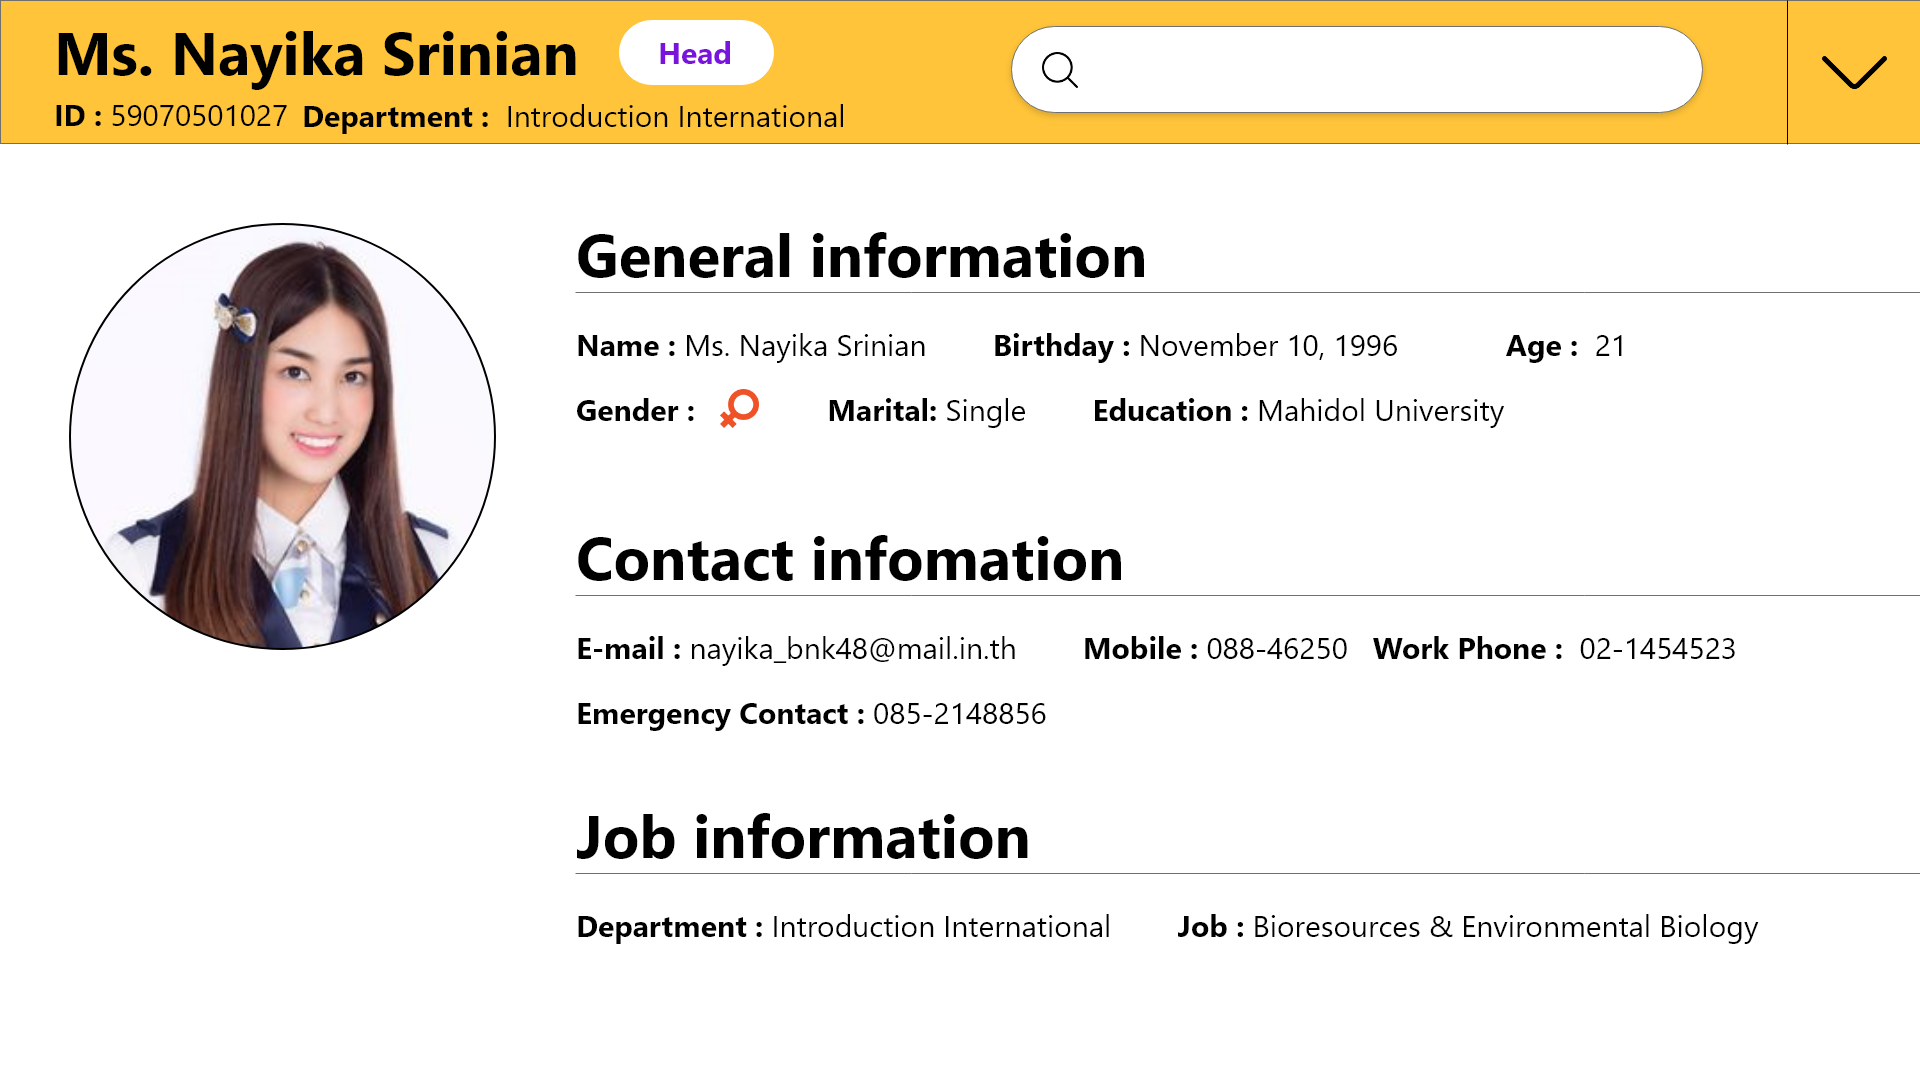 Ms. Nayika Srinian Head
ID : 59070501027 Department : Introduction International
General information
Name : Ms. Nayika Srinian Birthday : November 10, 1996 Age : 21
Gender : Marital: Single Education : Mahidol University
Contact infomation
E-mail : nayika_bnk48@mail.in.th Mobile : 088-46250 Work Phone : 02-1454523
Emergency Contact : 085-2148856
Job information
Department : Introduction International Job : Bioresources & Environmental Biology